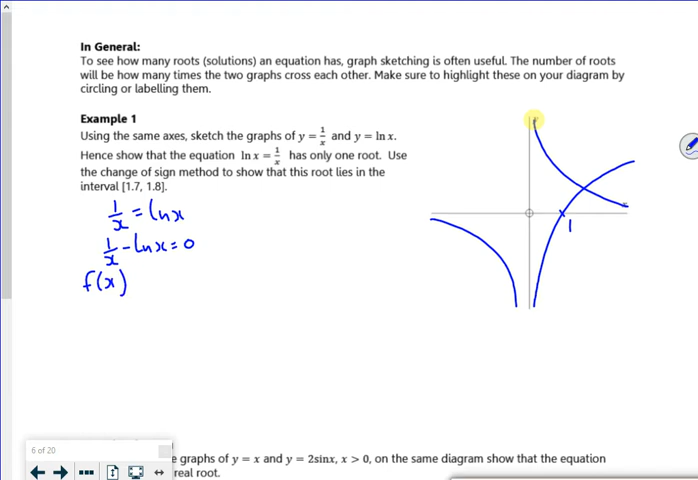 In General:
To see how many roots (solutions) an equation has, graph sketching is often useful. The number of roots
will be how many times the two graphs cross each other. Make sure to highlight these on your diagram by
circling or labelling them.
Example 1
Using the same axes, sketch the graphs of y = 1/x and y = ln x.
Hence show that the equation ln x = 1/x has only one root. Use
the change of sign method to show that this root lies in the
interval [1.7, 1.8].
1/x = lnx
1/x - lnx = 0
f(x)
1
6 of 20
e graphs of y = x and y = 2sinx, x > 0, on the same diagram show that the equation
real root.